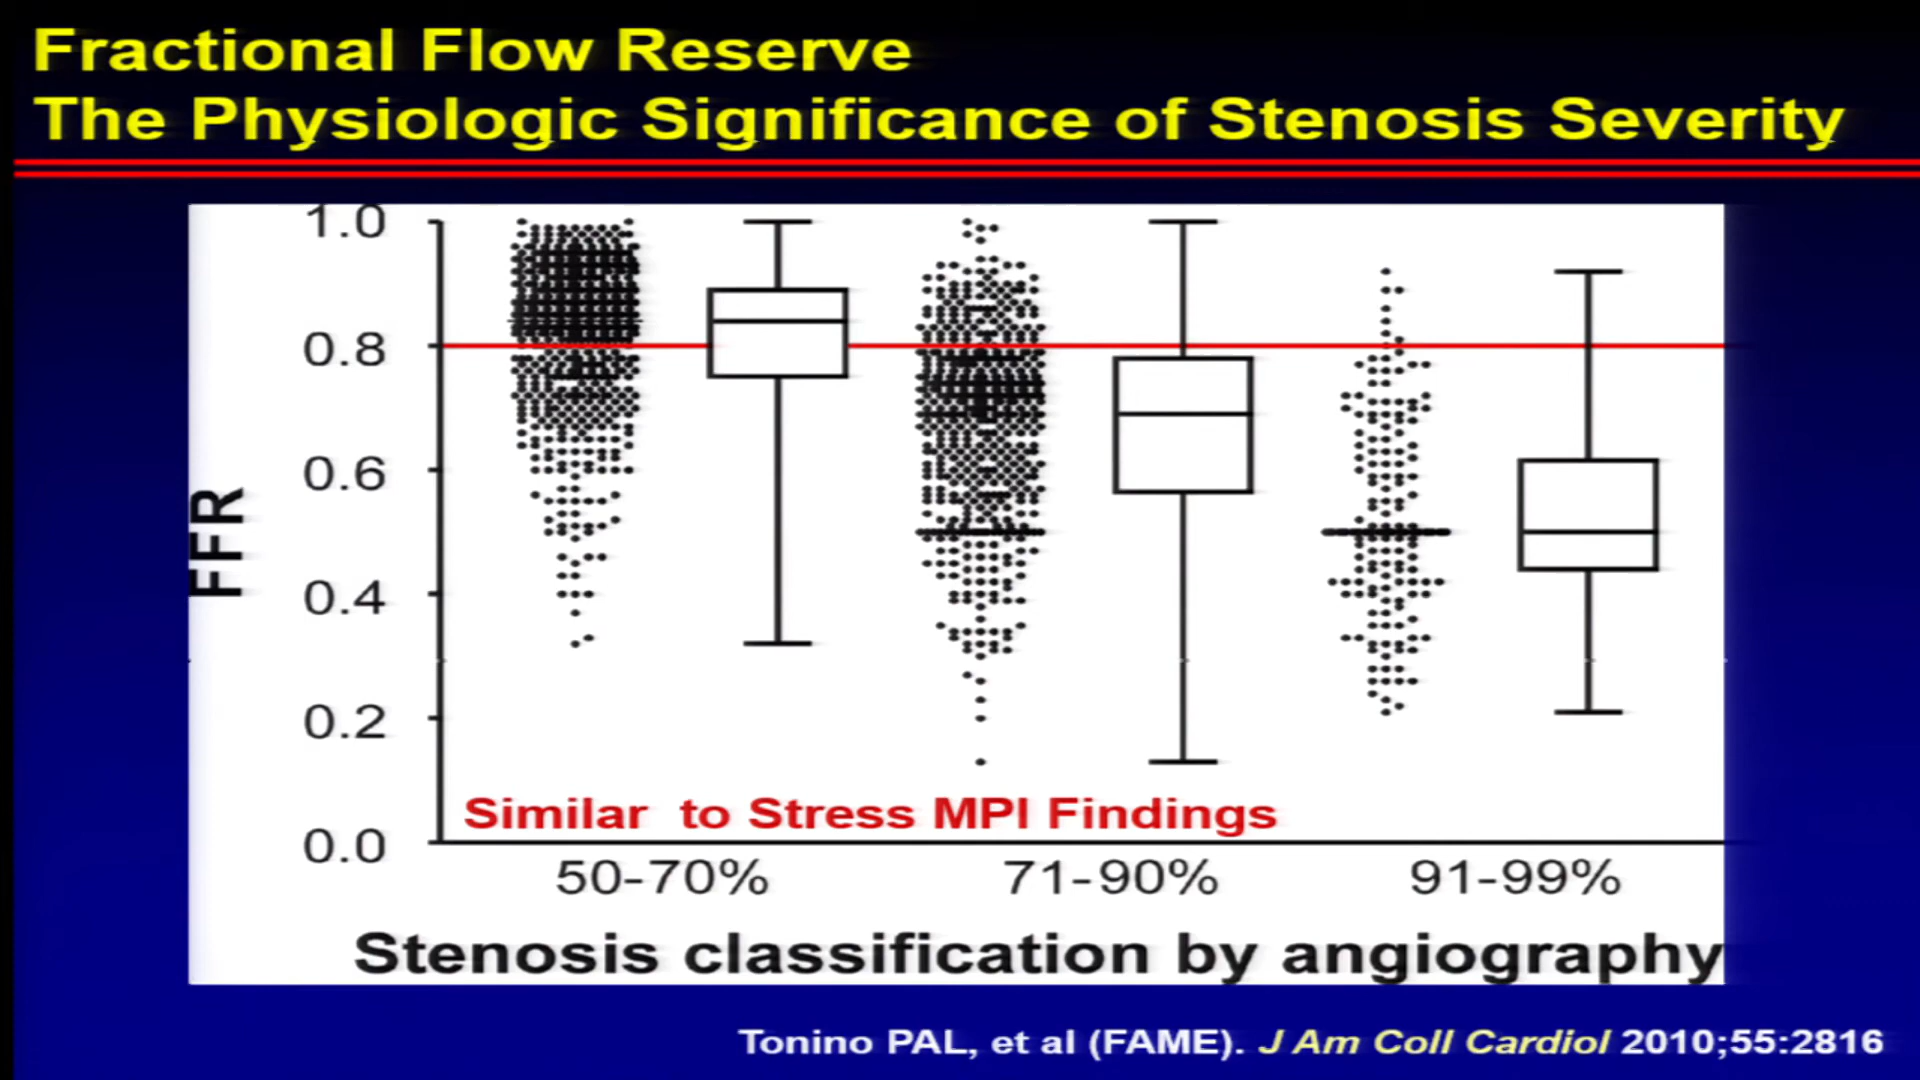 Fractional Flow Reserve
The Physiologic Significance of Stenosis Severity
1.0
0.8
0.6
0.4
0.2
0.0
FFR
Similar to Stress MPI Findings
50-70%
71-90%
91-99%
Stenosis classification by angiography
Tonino PAL, et al (FAME). J Am Coll Cardiol 2010;55:2816